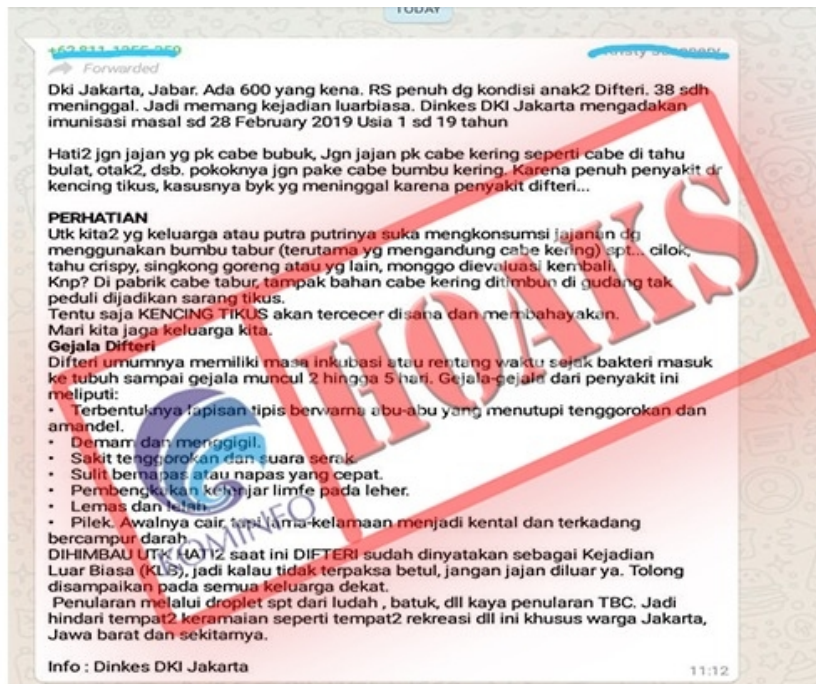 TODAY
Forwarded
Dki Jakarta, Jabar. Ada 600 yang kena. RS penuh dg kondisi anak2 Difteri. 38 sdh
meninggal. Jadi memang kejadian luarbiasa. Dinkes DKI Jakarta mengadakan
imunisasi masal sd 28 February 2019 Usia 1 sd 19 tahun
Hati2 jgn jajan yg pk cabe bubuk, Jgn jajan pk cabe kering seperti cabe di tahu
bulat, otak2, dsb. pokoknya jgn pake cabe bumbu kering. Karena penuh penyakit dr
kencing tikus, kasusnya byk yg meninggal karena penyakit difteri...
PERHATIAN
Utk kita2 yg keluarga atau putra putrinya suka mengkonsumsi jajanan dg
menggunakan bumbu tabur (terutama yg mengandung cabe kering) spt... cilok,
tahu crispy, singkong goreng atau yg lain, monggo dievaluasi kembali.
Knp? Di pabrik cabe tabur, tampak bahan cabe kering ditimbun di gudang tak
peduli dijadikan sarang tikus.
Tentu saja KENCING TIKUS akan tercecer disana dan membahayakan.
Mari kita jaga keluarga kita.
Gejala Difteri
Difteri umumnya memiliki masa inkubasi atau rentang waktu sejak bakteri masuk
ke tubuh sampai gejala muncul 2 hingga 5 hari. Gejala-gejala dari penyakit ini
meliputi:
• Terbentuknya lapisan tipis berwarna abu-abu yang menutupi tenggorokan dan
amandel.
• Demam dan menggigil.
• Sakit tenggorokan dan suara serak.
• Sulit bernapas atau napas yang cepat.
• Pembengkakan kelenjar limfe pada leher.
• Lemas dan lelah.
• Pilek. Awalnya cair, tapi lama-kelamaan menjadi kental dan terkadang
bercampur darah.
DIHIMBAU UTK HATI2 saat ini DIFTERI sudah dinyatakan sebagai Kejadian
Luar Biasa (KLB), jadi kalau tidak terpaksa betul, jangan jajan diluar ya. Tolong
disampaikan pada semua keluarga dekat.
Penularan melalui droplet spt dari ludah , batuk, dll kaya penularan TBC. Jadi
hindari tempat2 keramaian seperti tempat2 rekreasi dll ini khusus warga Jakarta,
Jawa barat dan sekitarnya.
Info : Dinkes DKI Jakarta
11:12
HOAKS
KOMINFO